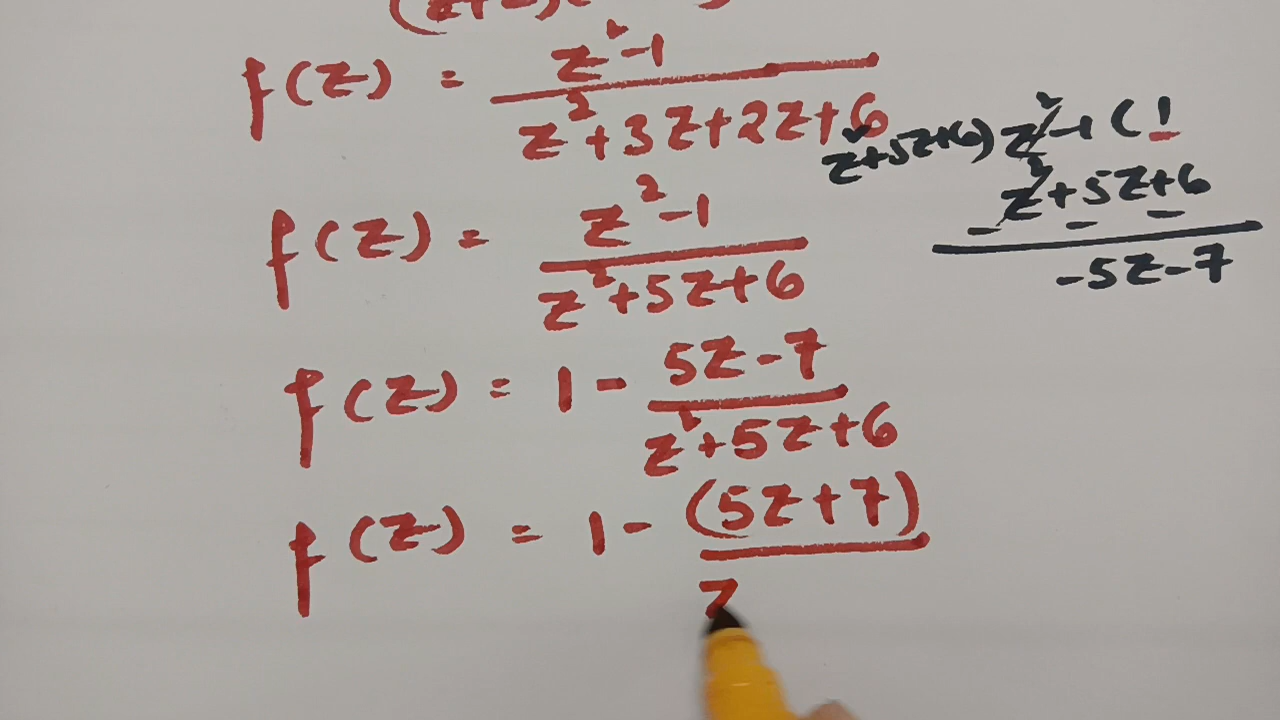 f(z) = z²-1 / z²+3z+2z+6
z²+5z+6) z²-1 ( 1
z²+5z+6
- - -
-5z-7
f(z) = z²-1 / z²+5z+6
f(z) = 1 - 5z-7 / z²+5z+6
f(z) = 1 - (5z+7) / z